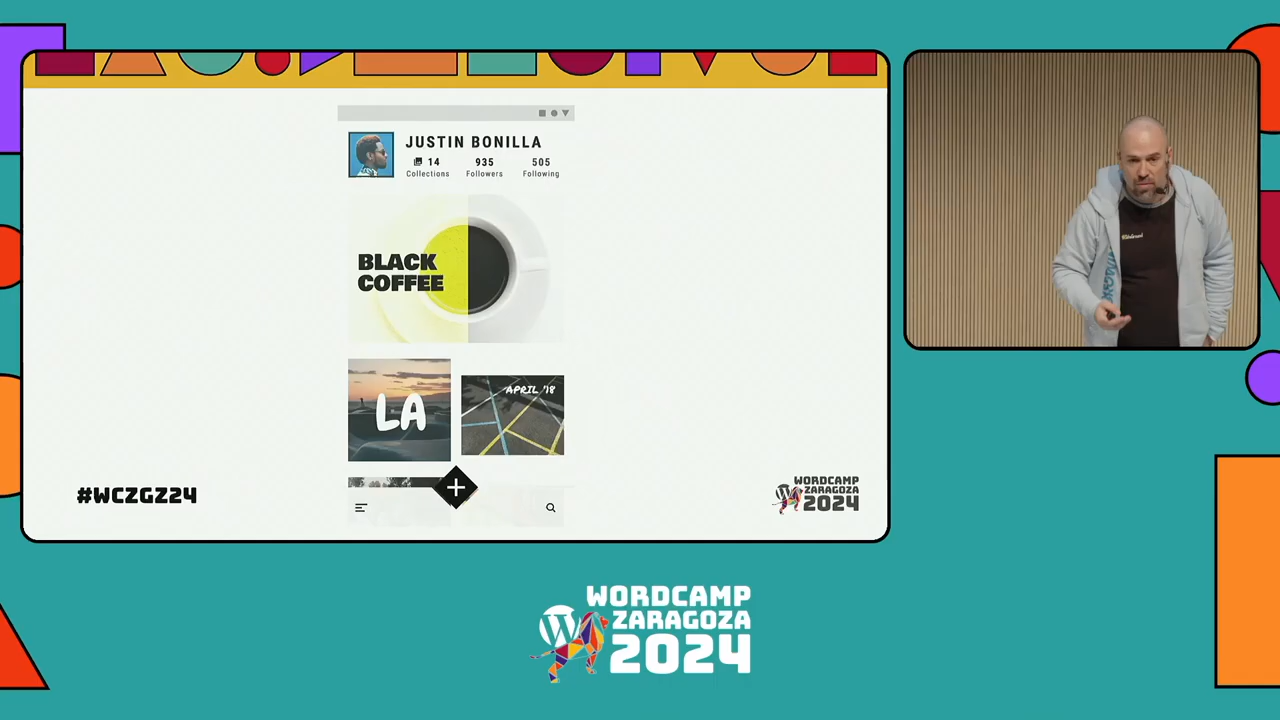 JUSTIN BONILLA
14
935
505
Collections
Followers
Following
BLACK
COFFEE
LA
APRIL '18
#WCZGZ24
WORDCAMP
ZARAGOZA
2024
WORDCAMP
ZARAGOZA
2024